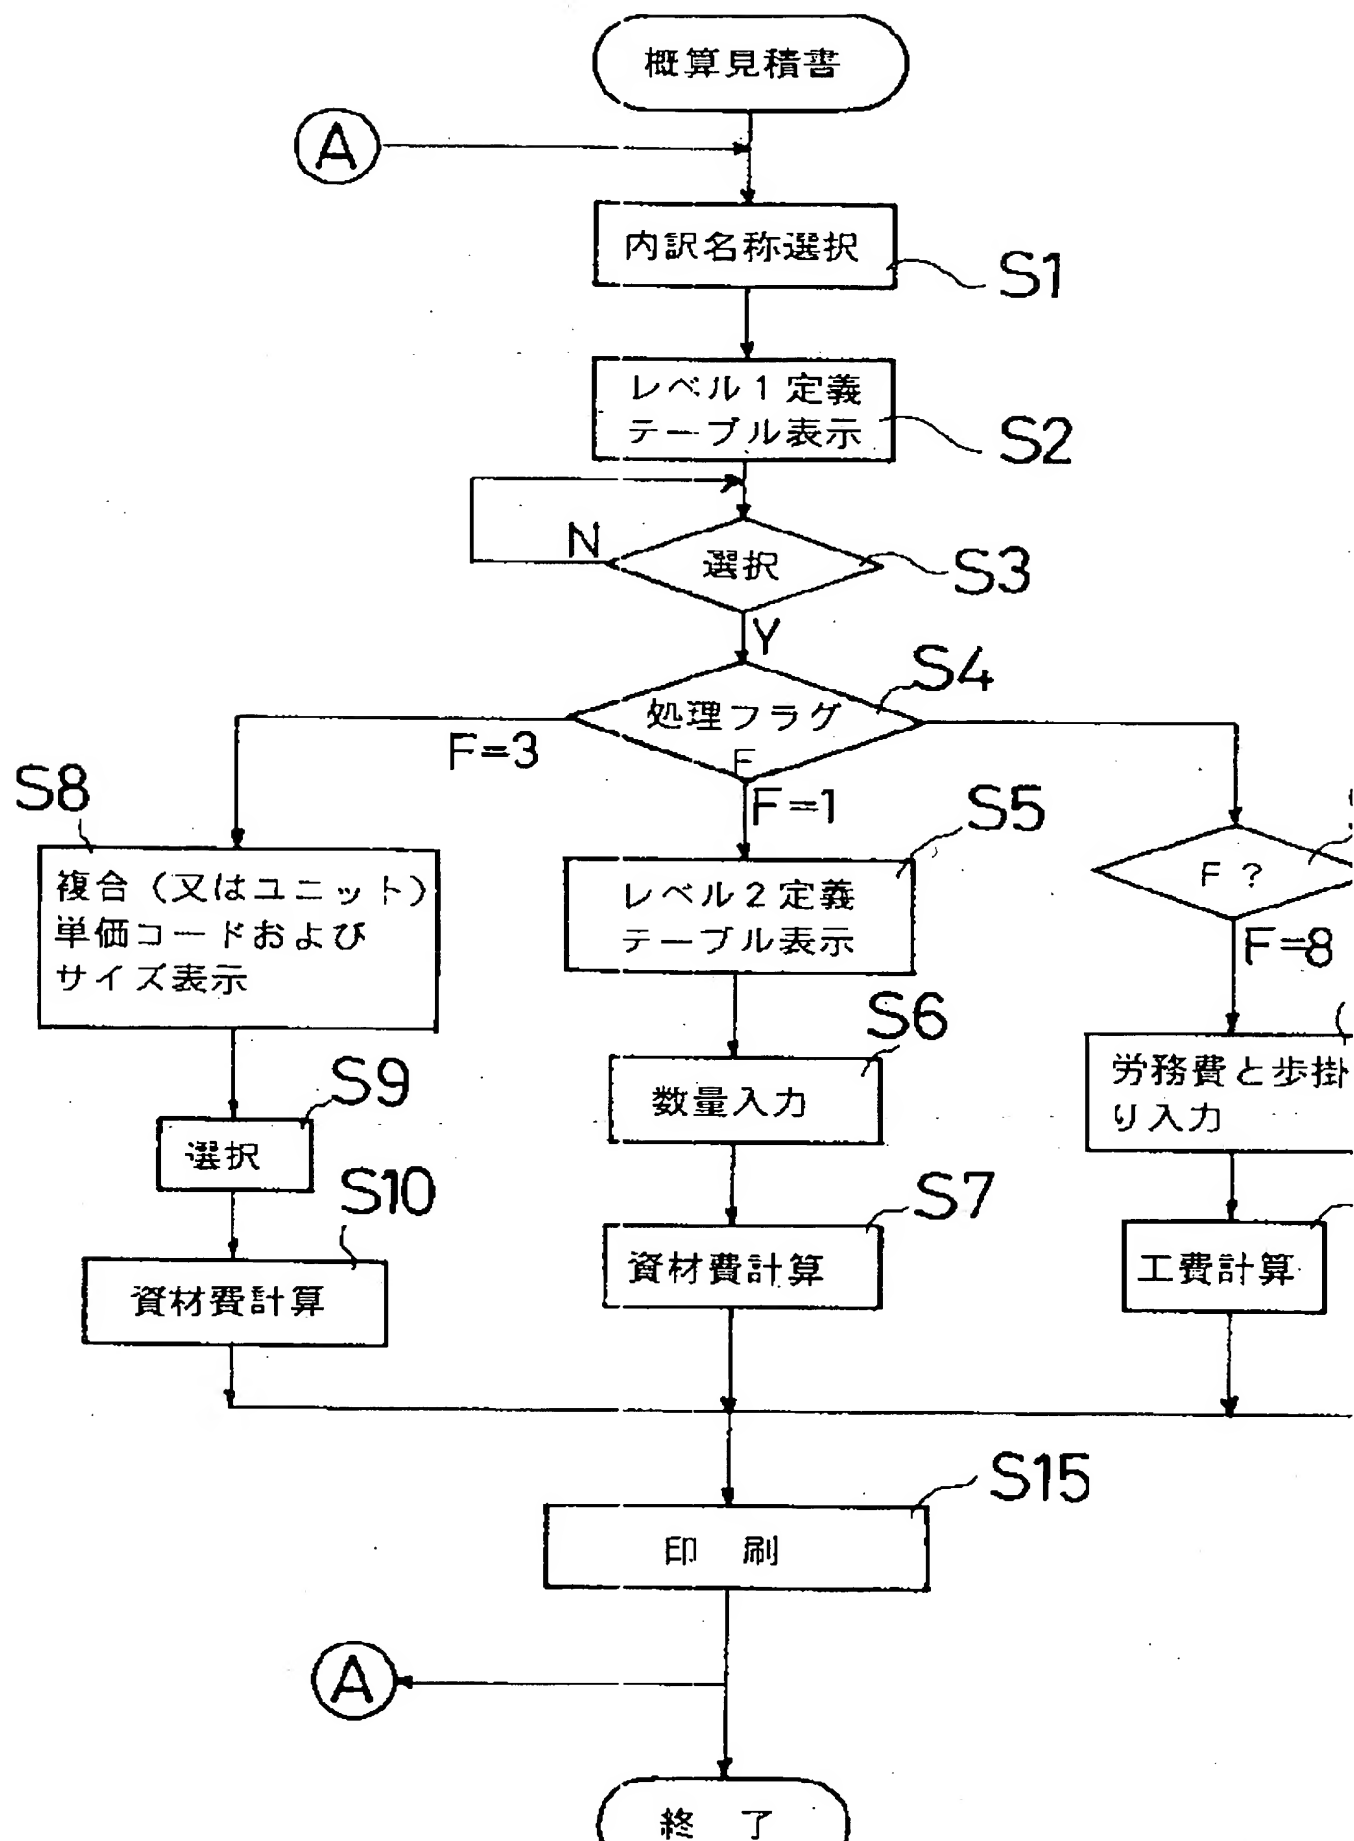 概算見積書
A
内訳名称選択
S1
レベル1定義
テーブル表示
S2
N
選択
S3
Y
S4
処理フラグ
F
F=3
F=1
S8
複合(又はユニット)
単価コードおよび
サイズ表示
S5
レベル2定義
テーブル表示
F?
F=8
S6
数量入力
労務費と歩掛
り入力
S9
選択
S10
資材費計算
S7
資材費計算
工費計算
S15
印 刷
A
終 了